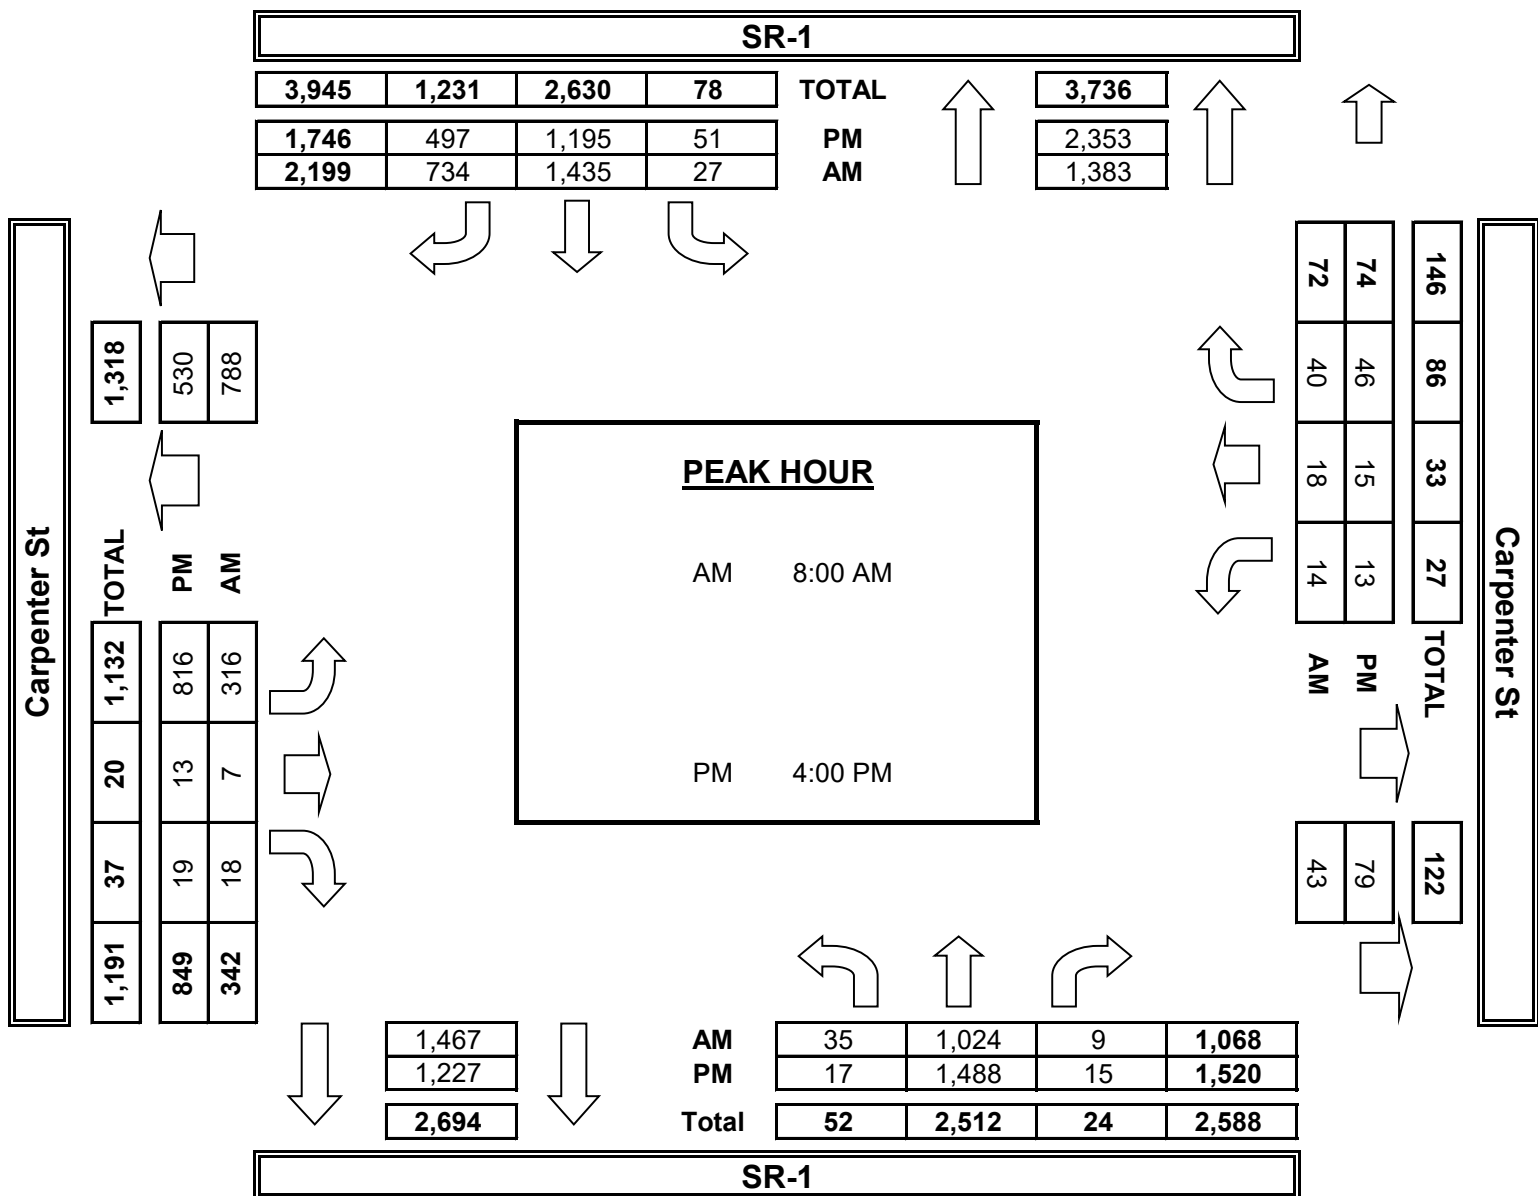 SR-1
3,945 1,231 2,630 78 TOTAL 3,736
1,746 497 1,195 51 PM 2,353
2,199 734 1,435 27 AM 1,383
Carpenter St
1,318 530 788
TOTAL PM AM
1,132 816 316
20 13 7
37 19 18
1,191 849 342
PEAK HOUR
AM 8:00 AM
PM 4:00 PM
72 74 146
40 46 86
18 15 33
14 13 27
AM PM TOTAL
43 79 122
Carpenter St
1,467 AM 35 1,024 9 1,068
1,227 PM 17 1,488 15 1,520
2,694 Total 52 2,512 24 2,588
SR-1